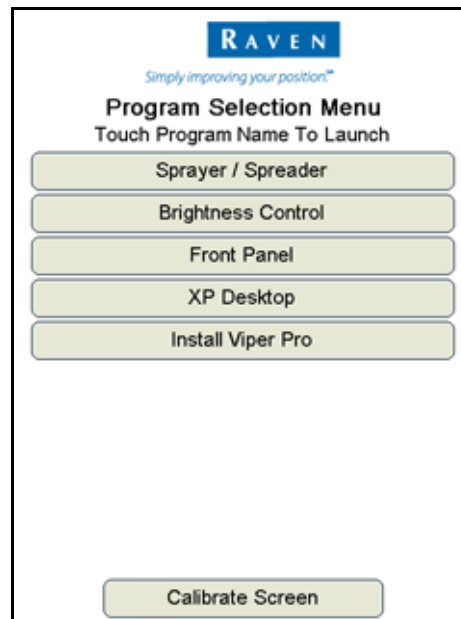 RAVEN
Simply improving your position.℠
Program Selection Menu
Touch Program Name To Launch
Sprayer / Spreader
Brightness Control
Front Panel
XP Desktop
Install Viper Pro
Calibrate Screen